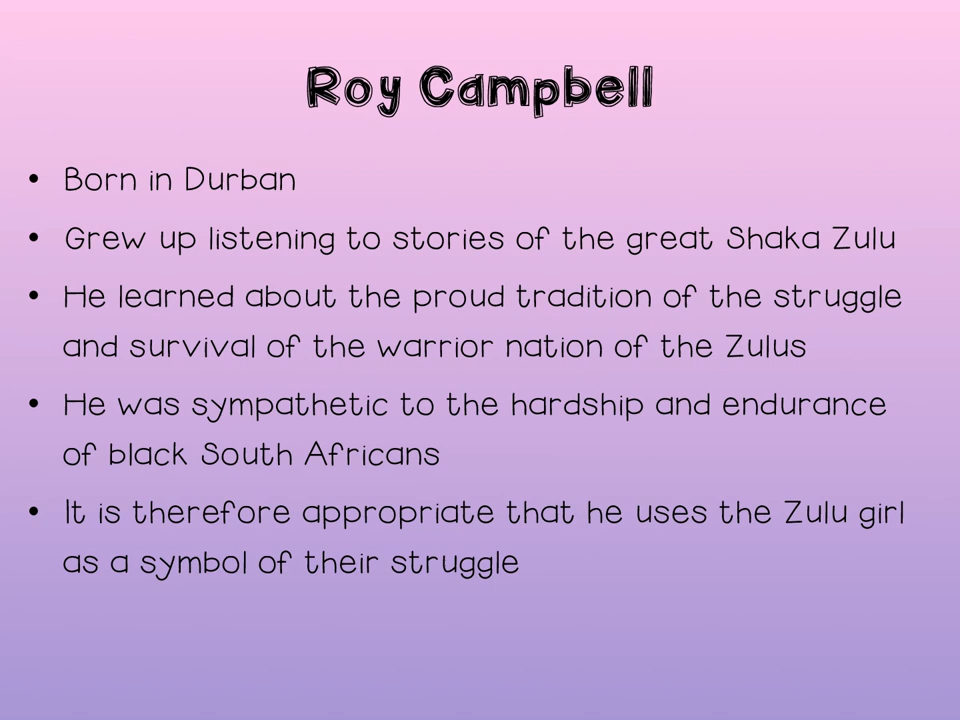 Roy Campbell
• Born in Durban
• Grew up listening to stories of the great Shaka Zulu
• He learned about the proud tradition of the struggle
and survival of the warrior nation of the Zulus
• He was sympathetic to the hardship and endurance
of black South Africans
• It is therefore appropriate that he uses the Zulu girl
as a symbol of their struggle